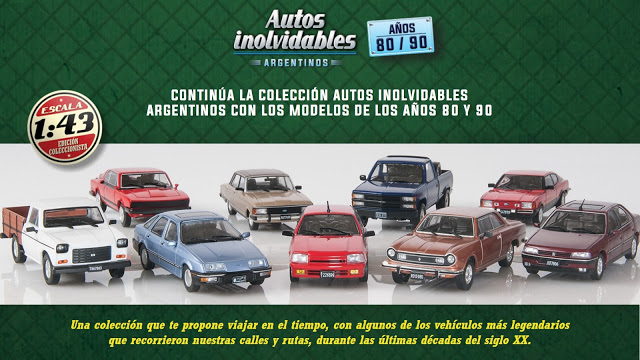 Autos
inolvidables
ARGENTINOS
AÑOS
80 / 90
CONTINÚA LA COLECCIÓN AUTOS INOLVIDABLES
ARGENTINOS CON LOS MODELOS DE LOS AÑOS 80 Y 90
ESCALA
1:43
EDICIÓN
COLECCIONISTA
Una colección que te propone viajar en el tiempo, con algunos de los vehículos más legendarios
que recorrieron nuestras calles y rutas, durante las últimas décadas del siglo XX.